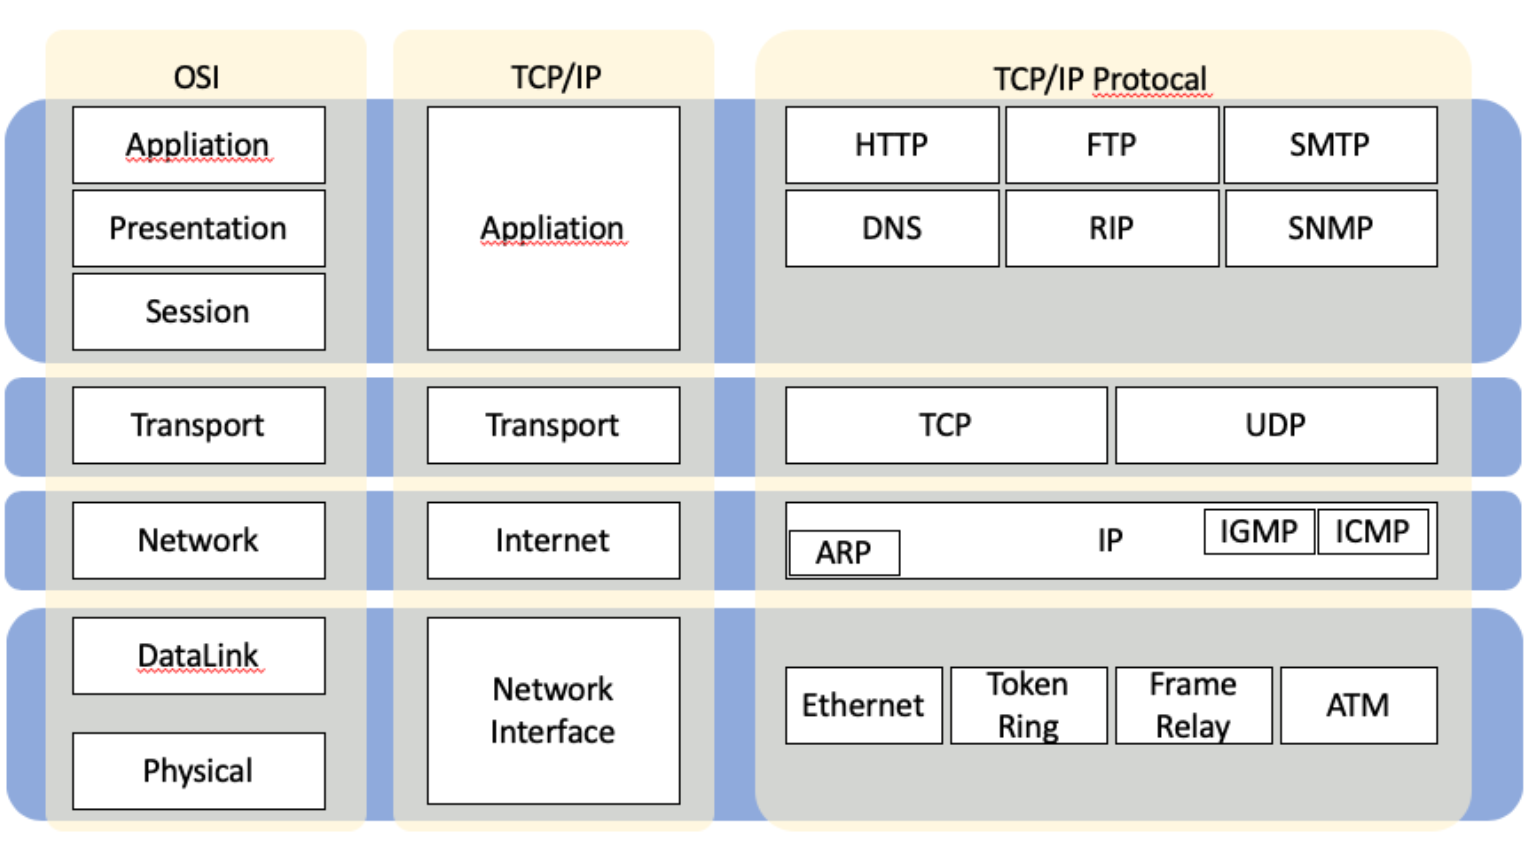 OSI
TCP/IP
TCP/IP Protocal
Appliation
Presentation
Session
Appliation
HTTP
FTP
SMTP
DNS
RIP
SNMP
Transport
Transport
TCP
UDP
Network
Internet
ARP
IP
IGMP
ICMP
DataLink
Physical
Network
Interface
Ethernet
Token
Ring
Frame
Relay
ATM